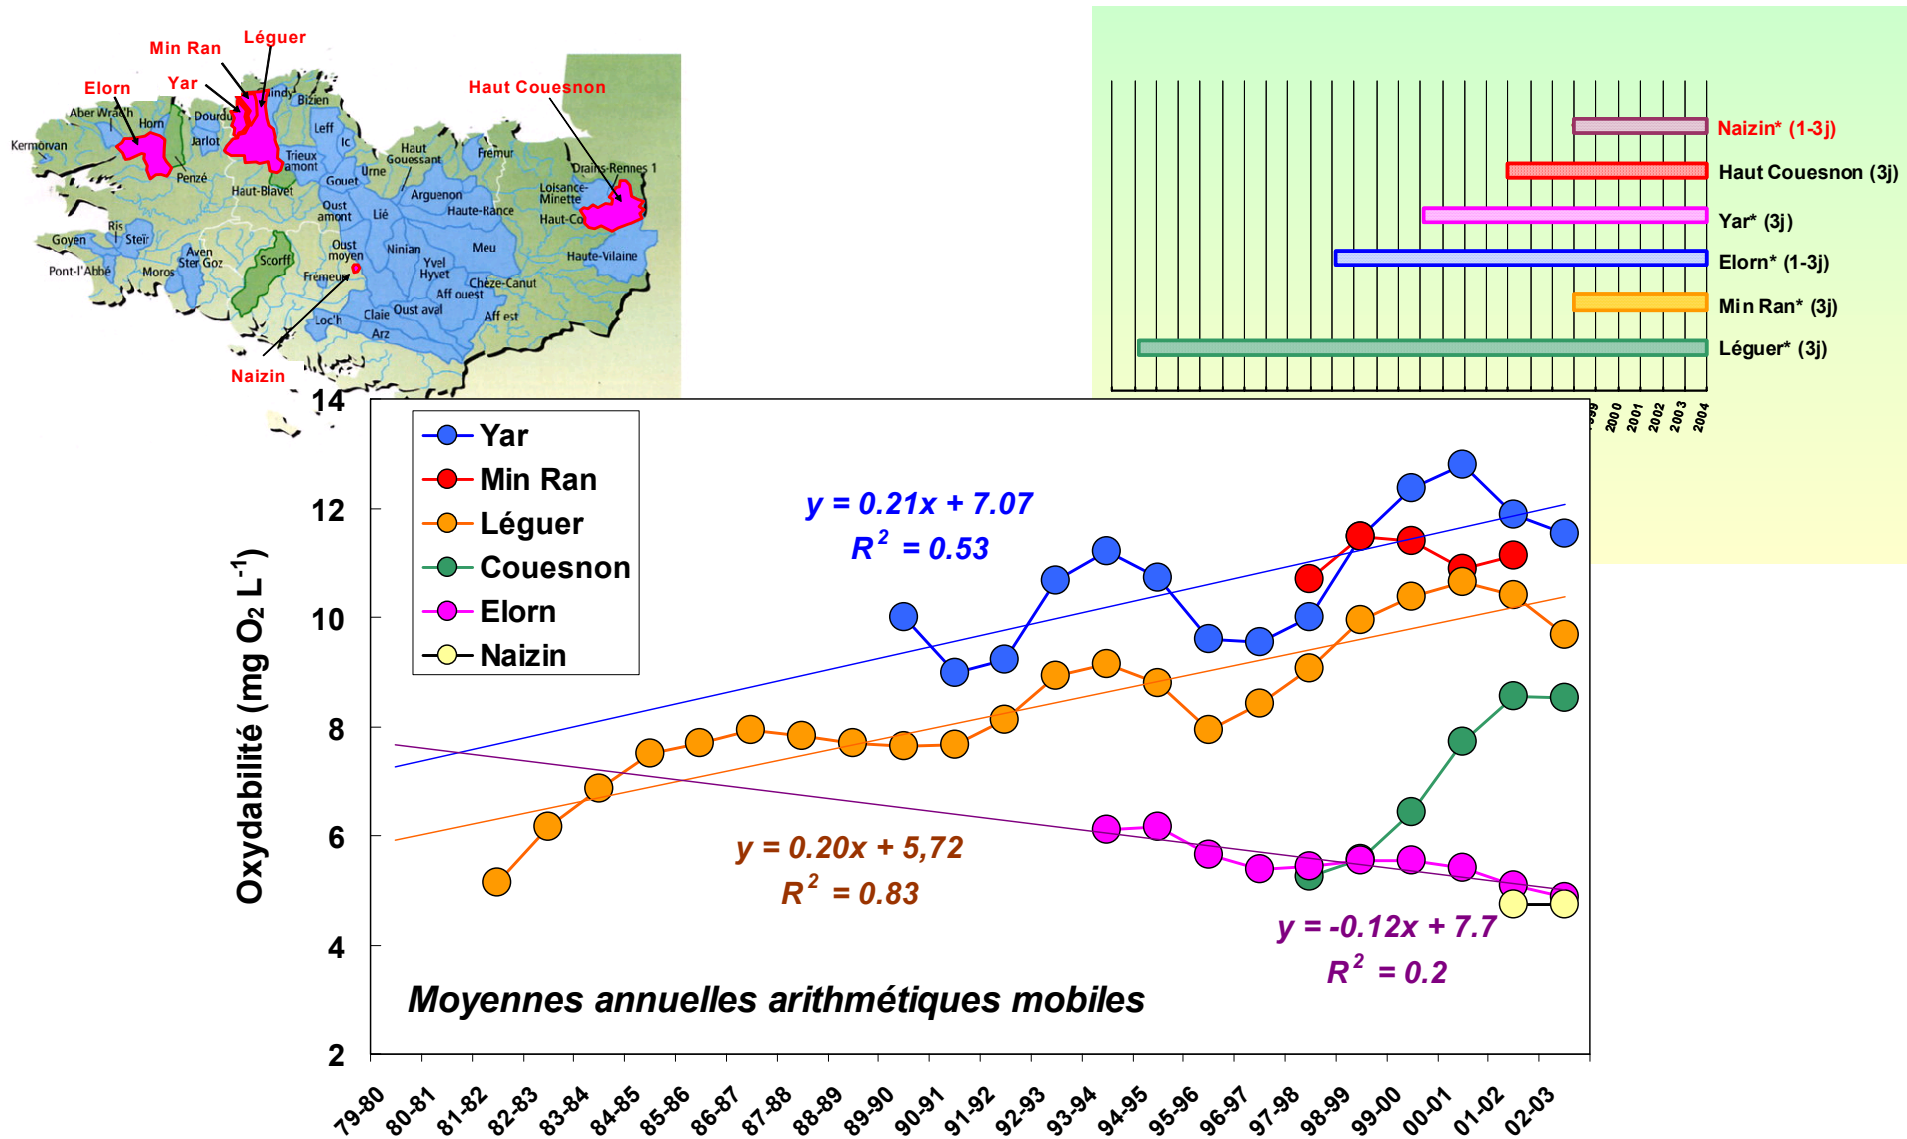 Léguer
Min Ran
Yar
Elorn
Haut Couesnon
Bizien
Aber Wrac'h
Horn
Dourdu
Leff
Kermorvan
Jarlot
Ic
Trieux
amont
Haut
Gouessant
Frémur
Urne
Penzé
Gouet
Drains-Rennes 1
Haut-Blavet
Arguenon
Loisance-
Minette
Oust
amont
Lié
Haute-Rance
Haut-Co
Ris
Goyen
Steïr
Oust
moyen
Ninian
Meu
Aven
Ster Goz
Scorff
Yvel
Hyvet
Haute-Vilaine
Pont-l'Abbé
Moros
Frémeur
Chèze-Canut
Aff ouest
Loc'h
Claie
Oust aval
Aff est
Arz
Naizin
Naizin* (1-3j)
Haut Couesnon (3j)
Yar* (3j)
Elorn* (1-3j)
Min Ran* (3j)
Léguer* (3j)
2000
2001
2002
2003
2004
14
12
10
8
6
4
2
Oxydabilité (mg O₂ L⁻¹)
Yar
Min Ran
Léguer
Couesnon
Elorn
Naizin
y = 0.21x + 7.07
R² = 0.53
y = 0.20x + 5,72
R² = 0.83
y = -0.12x + 7.7
R² = 0.2
Moyennes annuelles arithmétiques mobiles
79-80
80-81
81-82
82-83
83-84
84-85
85-86
86-87
87-88
88-89
89-90
90-91
91-92
92-93
93-94
94-95
95-96
96-97
97-98
98-99
99-00
00-01
01-02
02-03